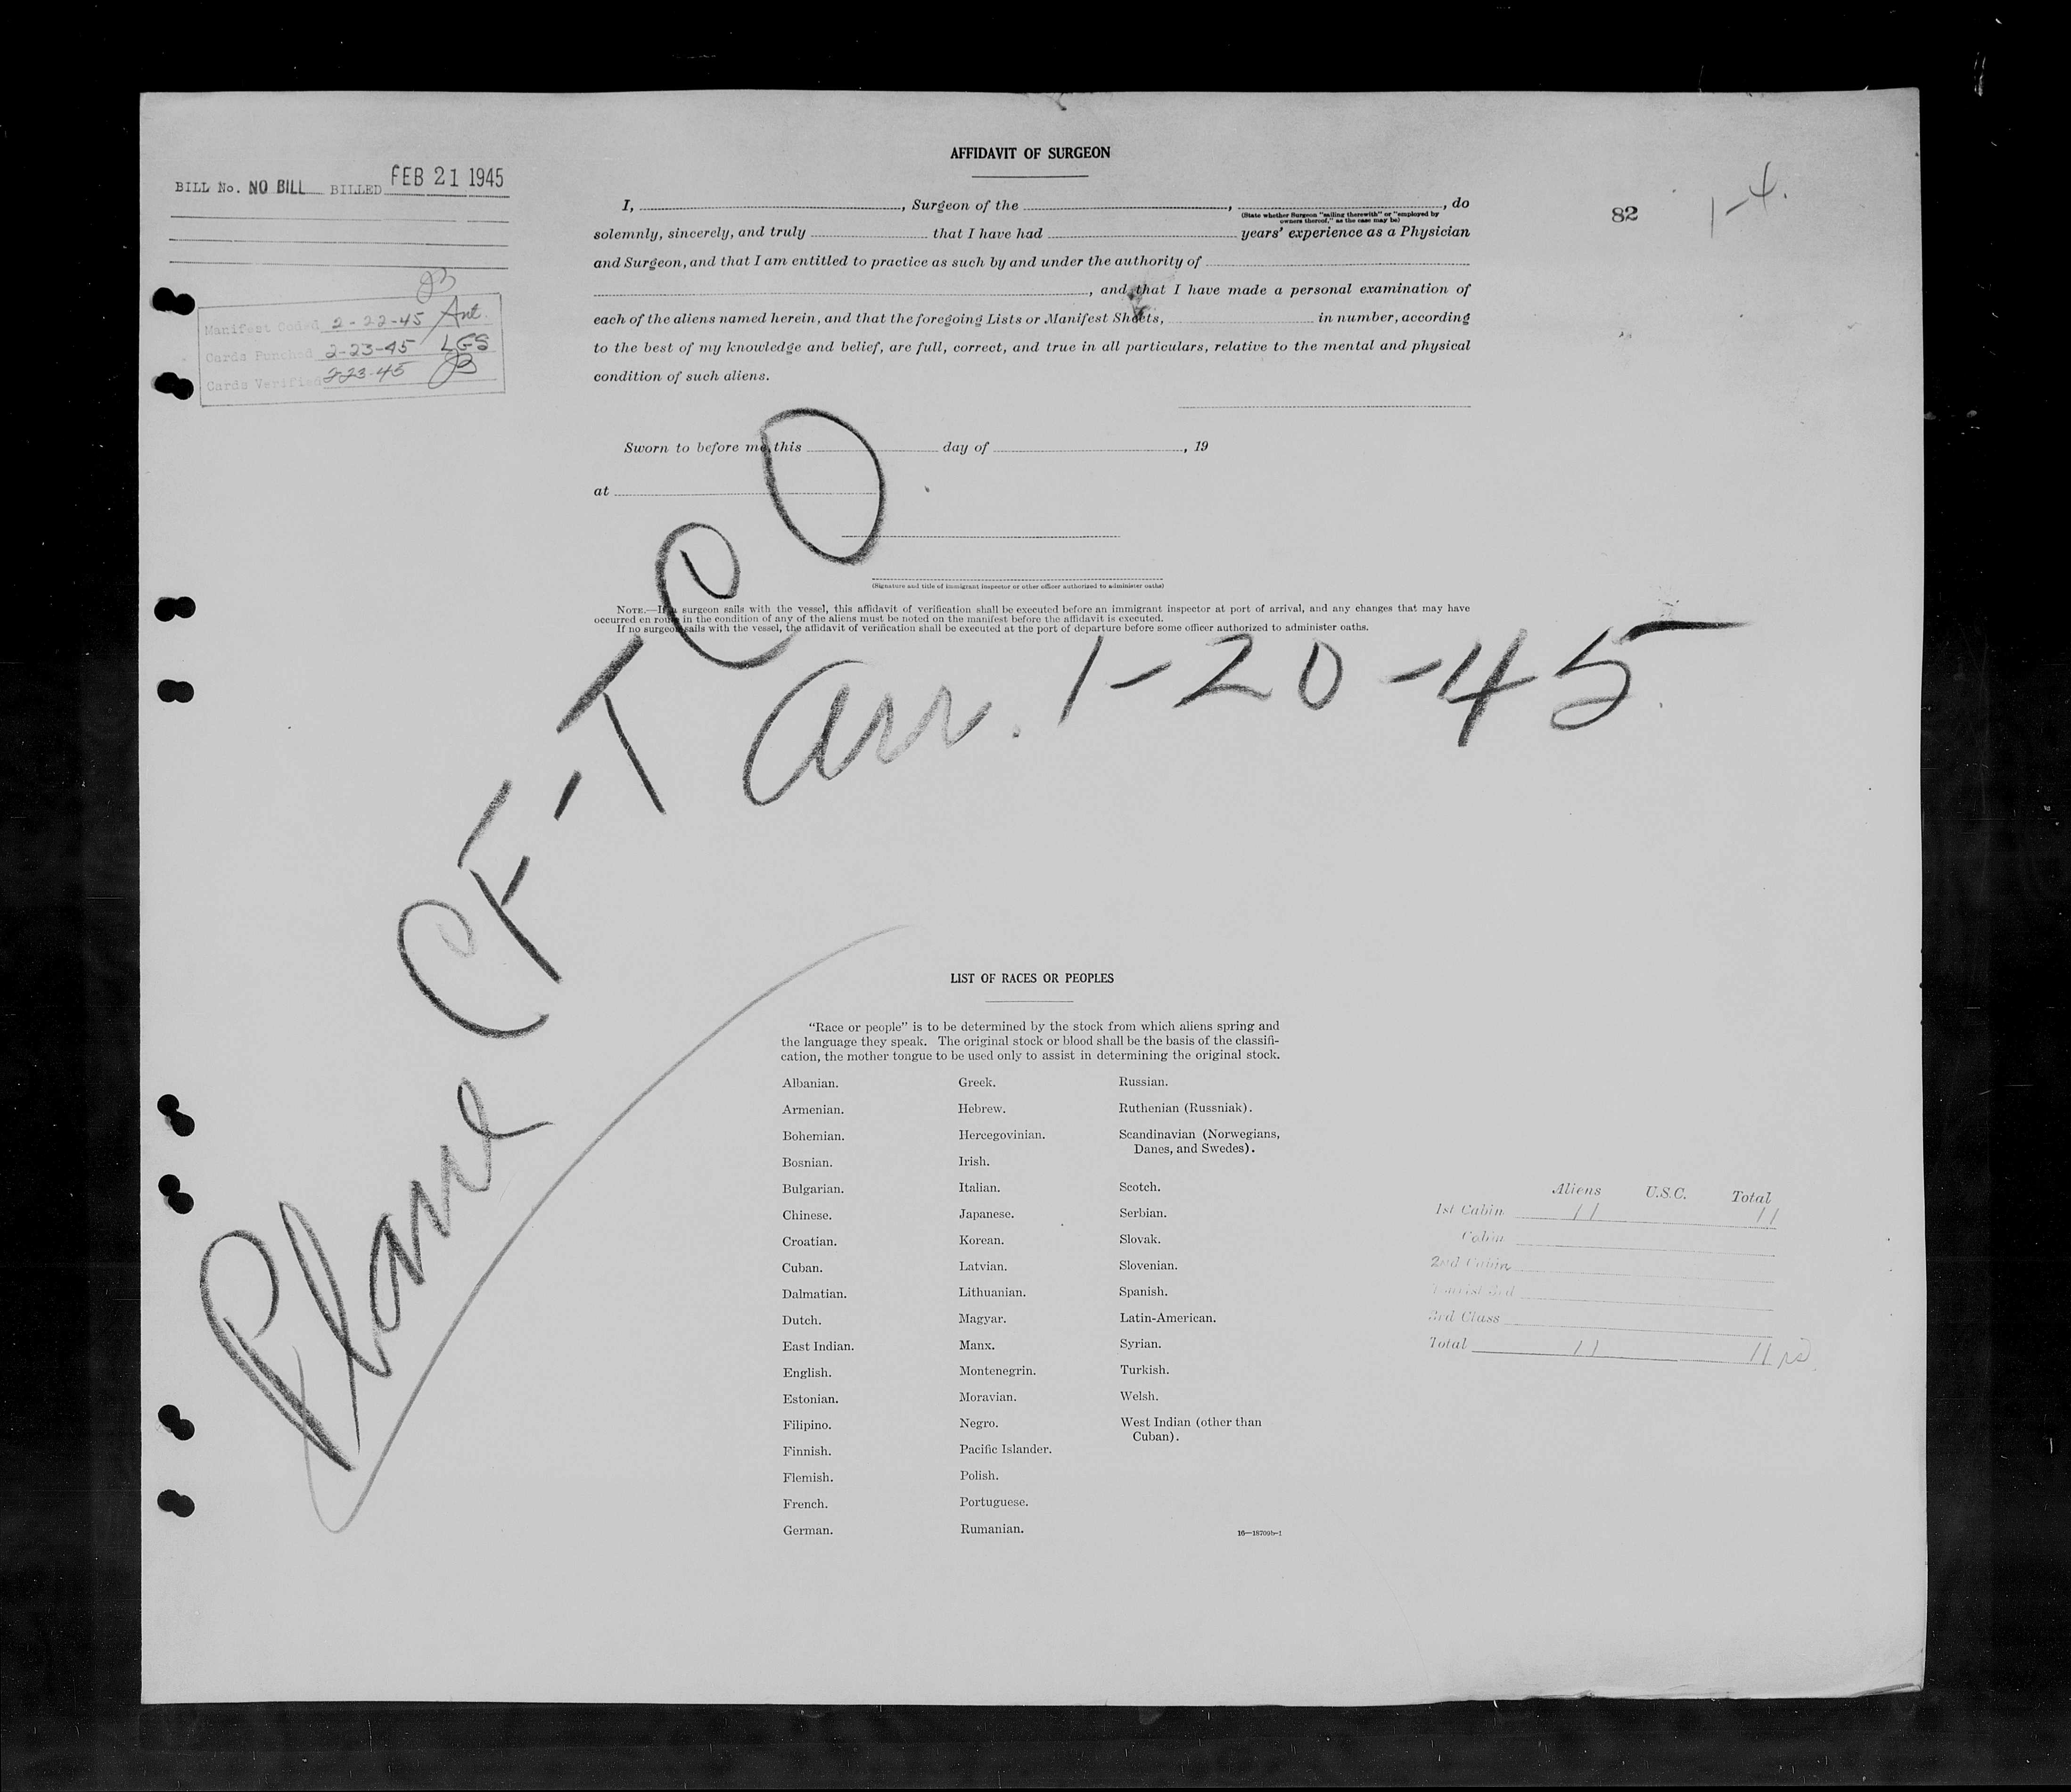 AFFIDAVIT OF SURGEON
BILL No. NO BILL BILLED FEB 21 1945
82
1-4.
I, , Surgeon of the , , do
(State whether Surgeon "sailing therewith" or "employed by owners thereof," as the case may be)
solemnly, sincerely, and truly that I have had years' experience as a Physician
and Surgeon, and that I am entitled to practice as such by and under the authority of
, and that I have made a personal examination of
each of the aliens named herein, and that the foregoing Lists or Manifest Sheets, in number, according
to the best of my knowledge and belief, are full, correct, and true in all particulars, relative to the mental and physical
condition of such aliens.
JB
Manifest Coded 2-22-45 Ant.
Cards Punched 2-23-45 LGS
Cards Verified 2-23-45 JB
Sworn to before me, this day of , 19
at
(Signature and title of immigrant inspector or other officer authorized to administer oaths)
NOTE.—If a surgeon sails with the vessel, this affidavit of verification shall be executed before an immigrant inspector at port of arrival, and any changes that may have
occurred en route in the condition of any of the aliens must be noted on the manifest before the affidavit is executed.
If no surgeon sails with the vessel, the affidavit of verification shall be executed at the port of departure before some officer authorized to administer oaths.
Plane CF-TCO
arr. 1-20-45
LIST OF RACES OR PEOPLES
"Race or people" is to be determined by the stock from which aliens spring and
the language they speak. The original stock or blood shall be the basis of the classifi-
cation, the mother tongue to be used only to assist in determining the original stock.
Albanian.
Armenian.
Bohemian.
Bosnian.
Bulgarian.
Chinese.
Croatian.
Cuban.
Dalmatian.
Dutch.
East Indian.
English.
Estonian.
Filipino.
Finnish.
Flemish.
French.
German.
Greek.
Hebrew.
Hercegovinian.
Irish.
Italian.
Japanese.
Korean.
Latvian.
Lithuanian.
Magyar.
Manx.
Montenegrin.
Moravian.
Negro.
Pacific Islander.
Polish.
Portuguese.
Rumanian.
Russian.
Ruthenian (Russniak).
Scandinavian (Norwegians,
Danes, and Swedes).
Scotch.
Serbian.
Slovak.
Slovenian.
Spanish.
Latin-American.
Syrian.
Turkish.
Welsh.
West Indian (other than
Cuban).
16—18700b-1
Aliens U.S.C. Total
1st Cabin 11 11
Cabin
2nd Cabin
Tourist 3rd
3rd Class
Total 11 11